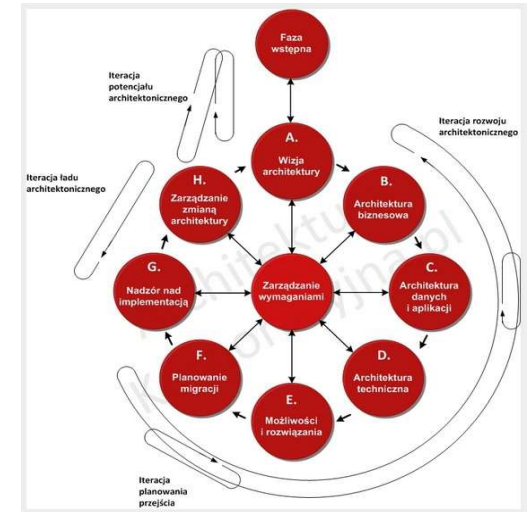 Faza
wstępna
Iteracja
potencjału
architektonicznego
Iteracja rozwoju
architektonicznego
A.
Wizja
architektury
Iteracja ładu
architektonicznego
H.
Zarządzanie
zmianą
architektury
B.
Architektura
biznesowa
G.
Nadzór nad
implementacją
Zarządzanie
wymaganiami
C.
Architektura
danych
i aplikacji
F.
Planowanie
migracji
D.
Architektura
techniczna
E.
Możliwości
i rozwiązania
Iteracja
planowania
przejścia